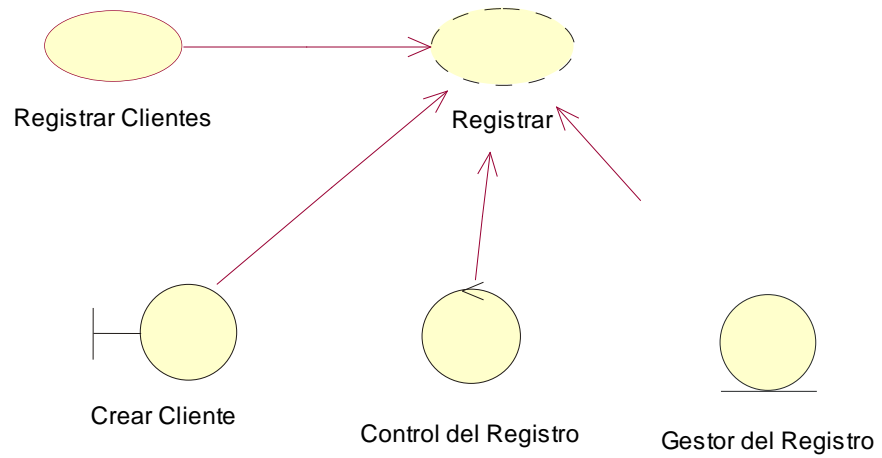 Registrar Clientes
Registrar
Crear Cliente
Control del Registro
Gestor del Registro